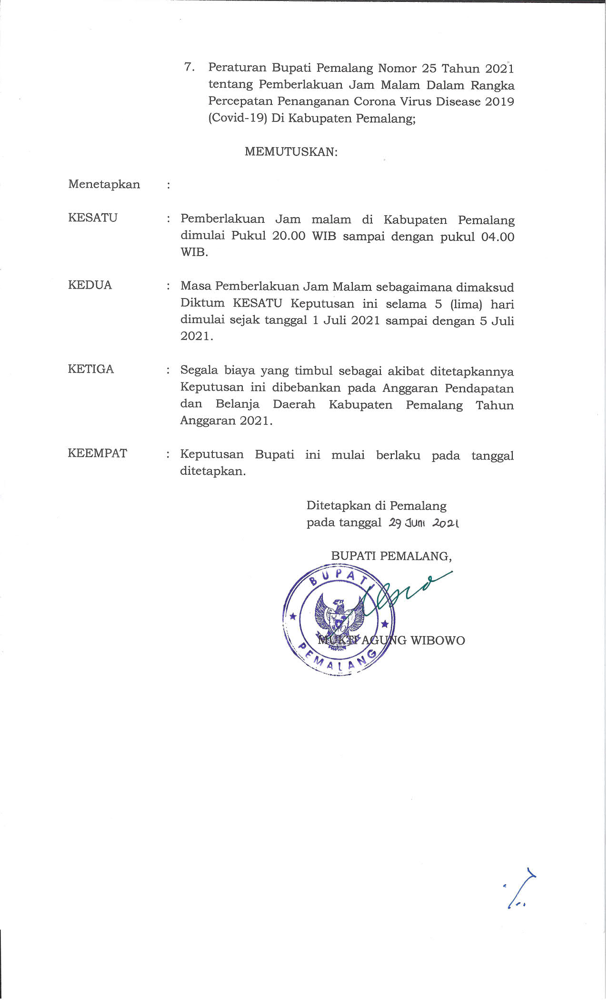 7. Peraturan Bupati Pemalang Nomor 25 Tahun 2021
tentang Pemberlakuan Jam Malam Dalam Rangka
Percepatan Penanganan Corona Virus Disease 2019
(Covid-19) Di Kabupaten Pemalang;
MEMUTUSKAN:
Menetapkan :
KESATU : Pemberlakuan Jam malam di Kabupaten Pemalang
dimulai Pukul 20.00 WIB sampai dengan pukul 04.00
WIB.
KEDUA : Masa Pemberlakuan Jam Malam sebagaimana dimaksud
Diktum KESATU Keputusan ini selama 5 (lima) hari
dimulai sejak tanggal 1 Juli 2021 sampai dengan 5 Juli
2021.
KETIGA : Segala biaya yang timbul sebagai akibat ditetapkannya
Keputusan ini dibebankan pada Anggaran Pendapatan
dan Belanja Daerah Kabupaten Pemalang Tahun
Anggaran 2021.
KEEMPAT : Keputusan Bupati ini mulai berlaku pada tanggal
ditetapkan.
Ditetapkan di Pemalang
pada tanggal 29 Juni 2021
BUPATI PEMALANG,
BUPATI
MUKTI AGUNG WIBOWO
PEMALANG